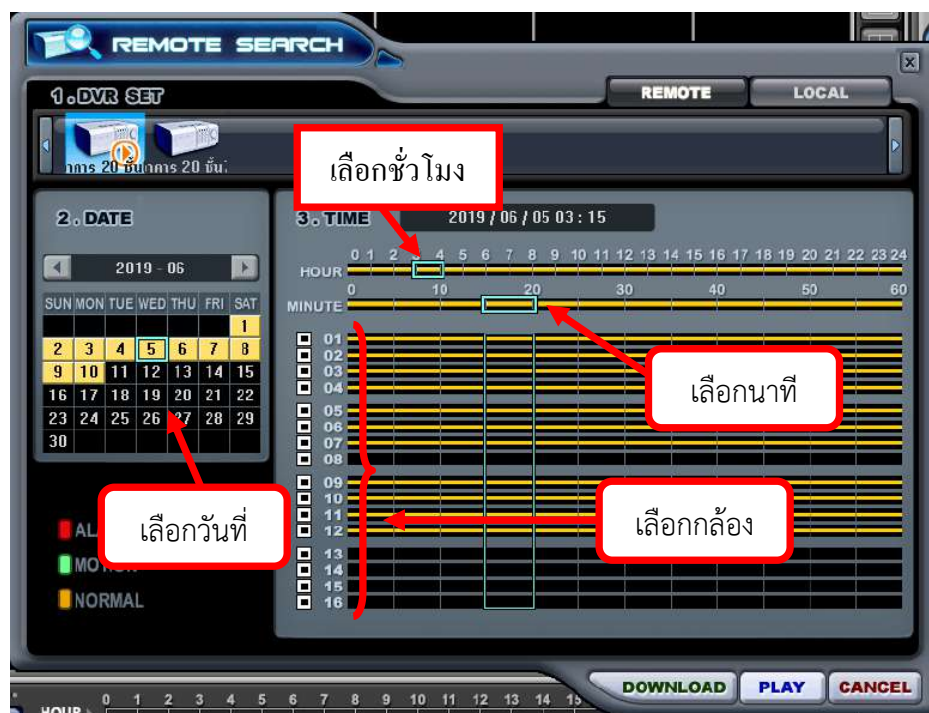 REMOTE SEARCH
1.DVR SET
REMOTE LOCAL
าการ 20 ชั้น
าคาร 20 ชั้น
เลือกชั่วโมง
2.DATE
3.TIME 2019 / 06 / 05 03 : 15
2019 - 06
0 1 2 4 5 6 7 8 9 10 11 12 13 14 15 16 17 18 19 20 21 22 23 24
HOUR
0 10 20 30 40 50 60
MINUTE
SUN MON TUE WED THU FRI SAT
1
2 3 4 5 6 7 8
9 10 11 12 13 14 15
16 17 18 19 20 21 22
23 24 25 26 27 28 29
30
01
02
03
04
05
06
07
08
09
10
11
12
13
14
15
16
เลือกนาที
เลือกวันที่
เลือกกล้อง
NORMAL
DOWNLOAD PLAY CANCEL
HOUR 0 1 2 3 4 5 6 7 8 9 10 11 12 13 14 15